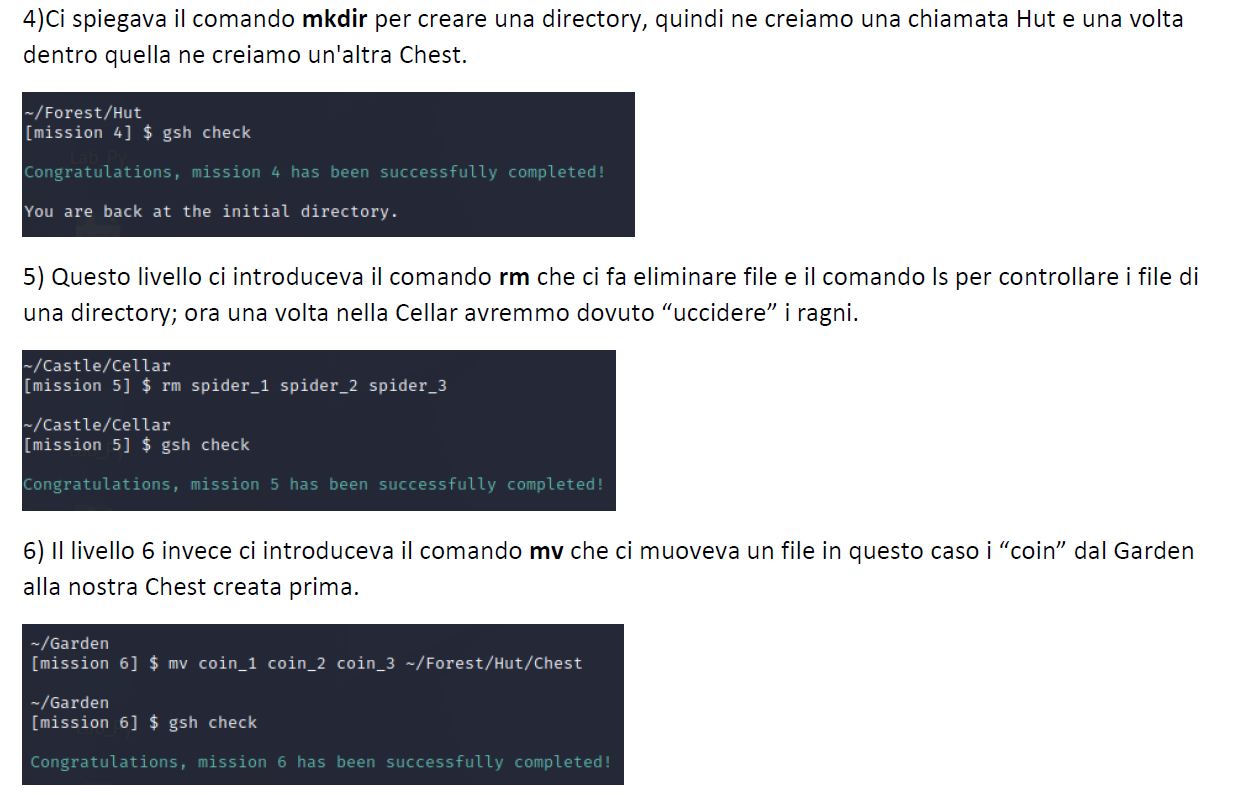 4)Ci spiegava il comando mkdir per creare una directory, quindi ne creiamo una chiamata Hut e una volta
dentro quella ne creiamo un'altra Chest.
~/Forest/Hut
[mission 4] $ gsh check
Congratulations, mission 4 has been successfully completed!
You are back at the initial directory.
5) Questo livello ci introduceva il comando rm che ci fa eliminare file e il comando ls per controllare i file di
una directory; ora una volta nella Cellar avremmo dovuto “uccidere” i ragni.
~/Castle/Cellar
[mission 5] $ rm spider_1 spider_2 spider_3
~/Castle/Cellar
[mission 5] $ gsh check
Congratulations, mission 5 has been successfully completed!
6) Il livello 6 invece ci introduceva il comando mv che ci muoveva un file in questo caso i “coin” dal Garden
alla nostra Chest creata prima.
~/Garden
[mission 6] $ mv coin_1 coin_2 coin_3 ~/Forest/Hut/Chest
~/Garden
[mission 6] $ gsh check
Congratulations, mission 6 has been successfully completed!